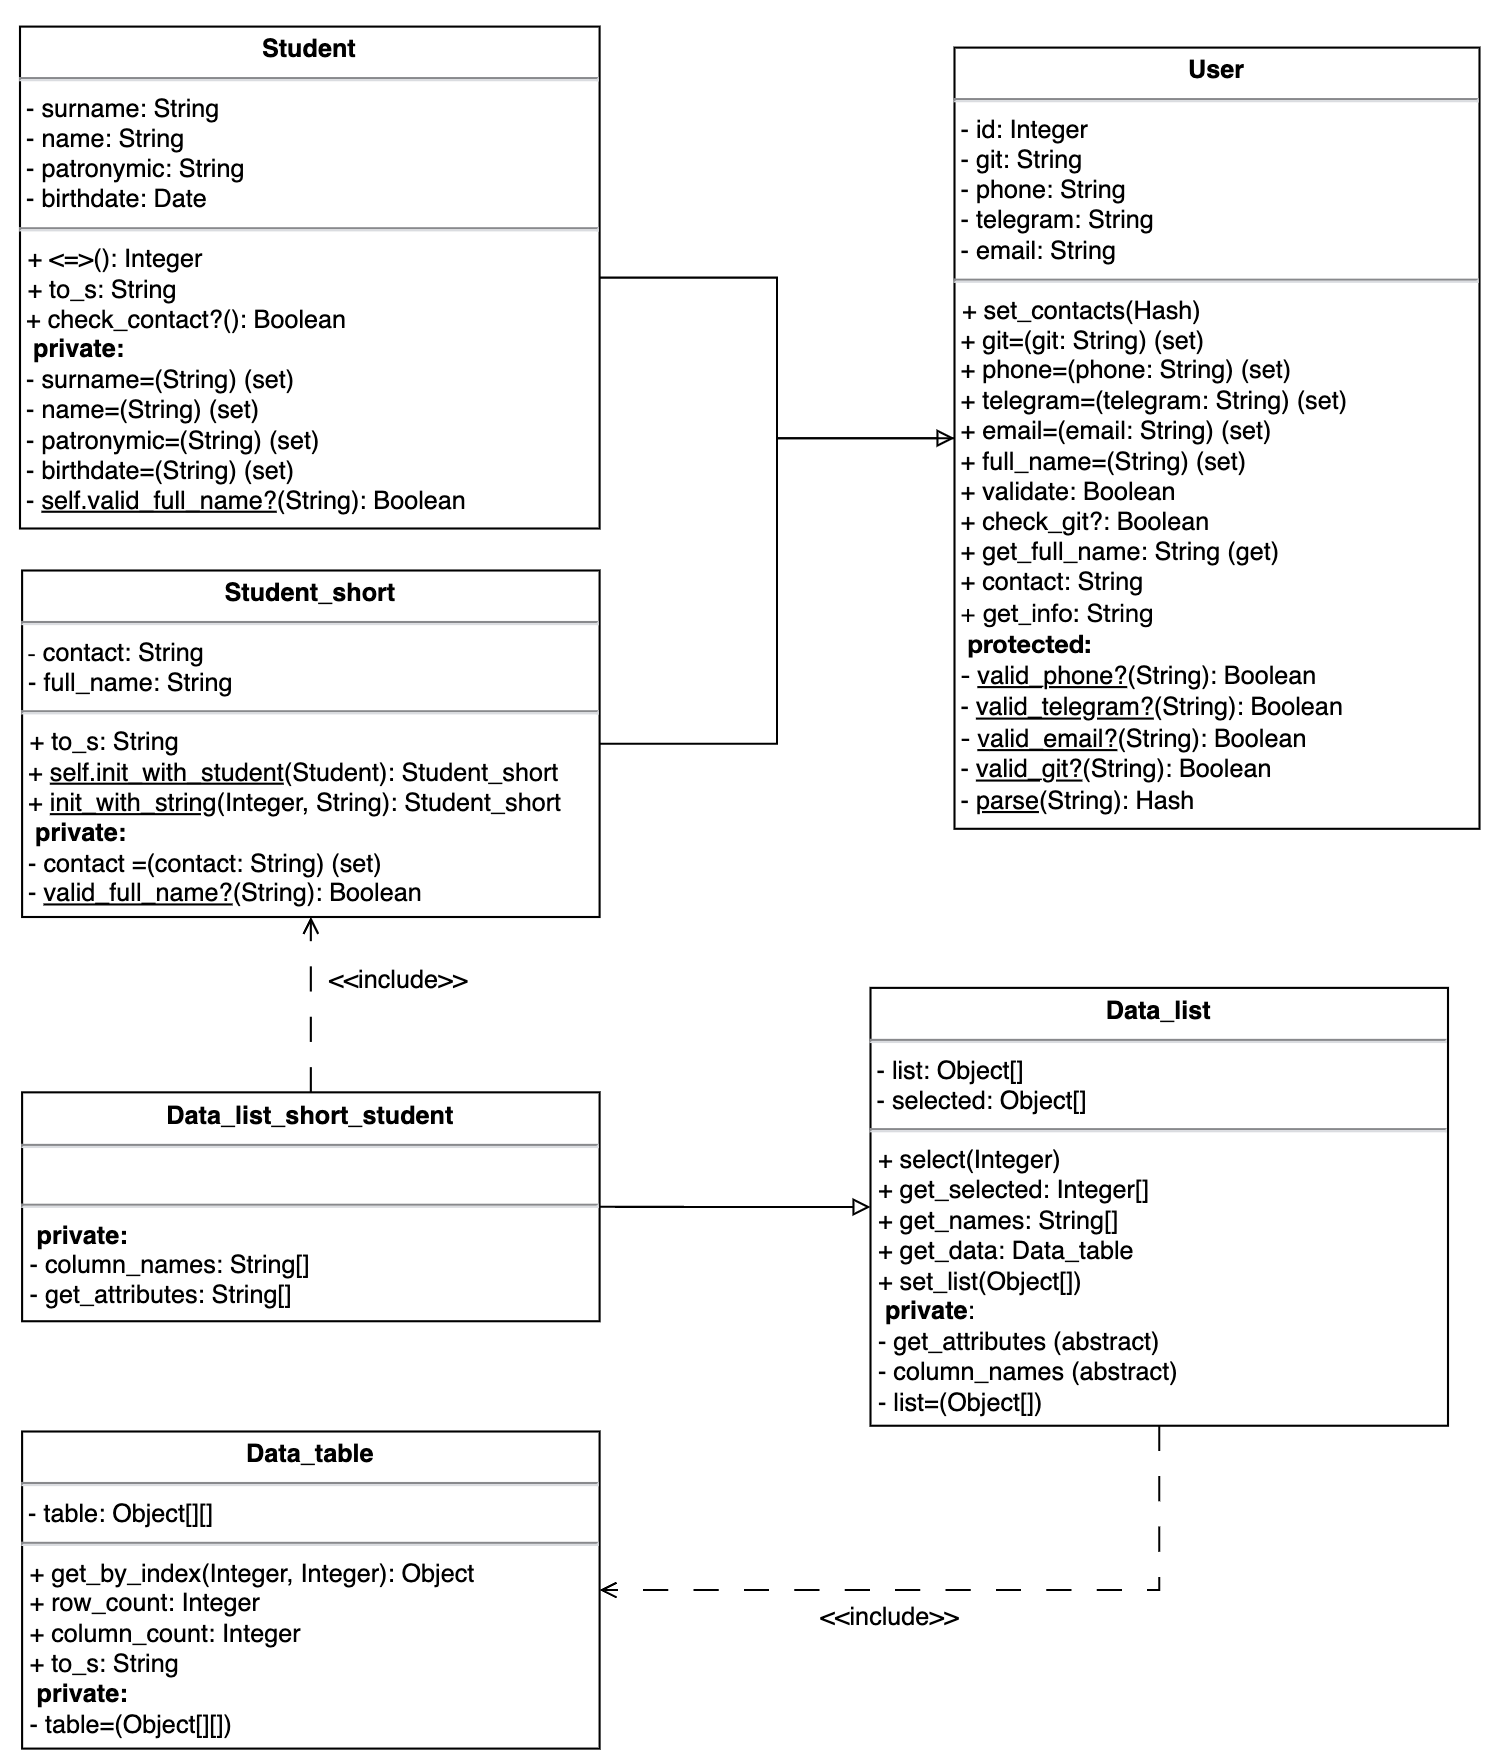 Student
- surname: String
- name: String
- patronymic: String
- birthdate: Date
+ <=>(): Integer
+ to_s: String
+ check_contact?(): Boolean
private:
- surname=(String) (set)
- name=(String) (set)
- patronymic=(String) (set)
- birthdate=(String) (set)
- self.valid_full_name?(String): Boolean
User
- id: Integer
- git: String
- phone: String
- telegram: String
- email: String
+ set_contacts(Hash)
+ git=(git: String) (set)
+ phone=(phone: String) (set)
+ telegram=(telegram: String) (set)
+ email=(email: String) (set)
+ full_name=(String) (set)
+ validate: Boolean
+ check_git?: Boolean
+ get_full_name: String (get)
+ contact: String
+ get_info: String
protected:
- valid_phone?(String): Boolean
- valid_telegram?(String): Boolean
- valid_email?(String): Boolean
- valid_git?(String): Boolean
- parse(String): Hash
Student_short
- contact: String
- full_name: String
+ to_s: String
+ self.init_with_student(Student): Student_short
+ init_with_string(Integer, String): Student_short
private:
- contact =(contact: String) (set)
- valid_full_name?(String): Boolean
<<include>>
Data_list_short_student
private:
- column_names: String[]
- get_attributes: String[]
Data_list
- list: Object[]
- selected: Object[]
+ select(Integer)
+ get_selected: Integer[]
+ get_names: String[]
+ get_data: Data_table
+ set_list(Object[])
private:
- get_attributes (abstract)
- column_names (abstract)
- list=(Object[])
<<include>>
Data_table
- table: Object[][]
+ get_by_index(Integer, Integer): Object
+ row_count: Integer
+ column_count: Integer
+ to_s: String
private:
- table=(Object[][])